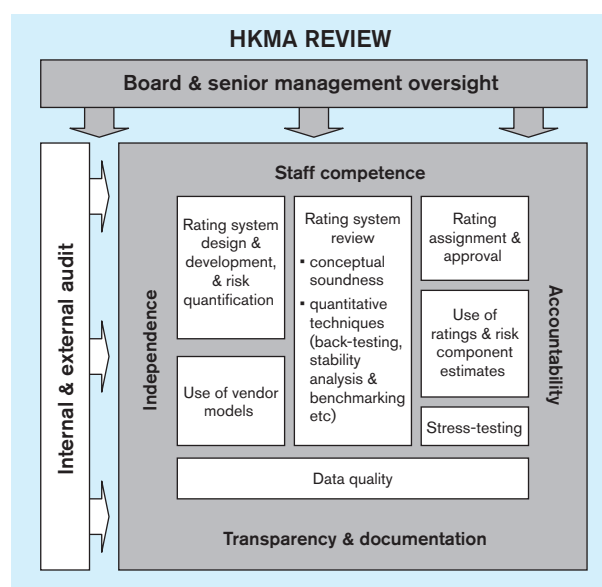 HKMA REVIEW
Board & senior management oversight
Internal & external audit
Staff competence
Independence
Rating system
design &
development,
& risk
quantification
Use of vendor
models
Rating system
review
▪ conceptual
soundness
▪ quantitative
techniques
(back-testing,
stability
analysis &
benchmarking
etc)
Rating
assignment &
approval
Use of
ratings & risk
component
estimates
Stress-testing
Accountability
Data quality
Transparency & documentation